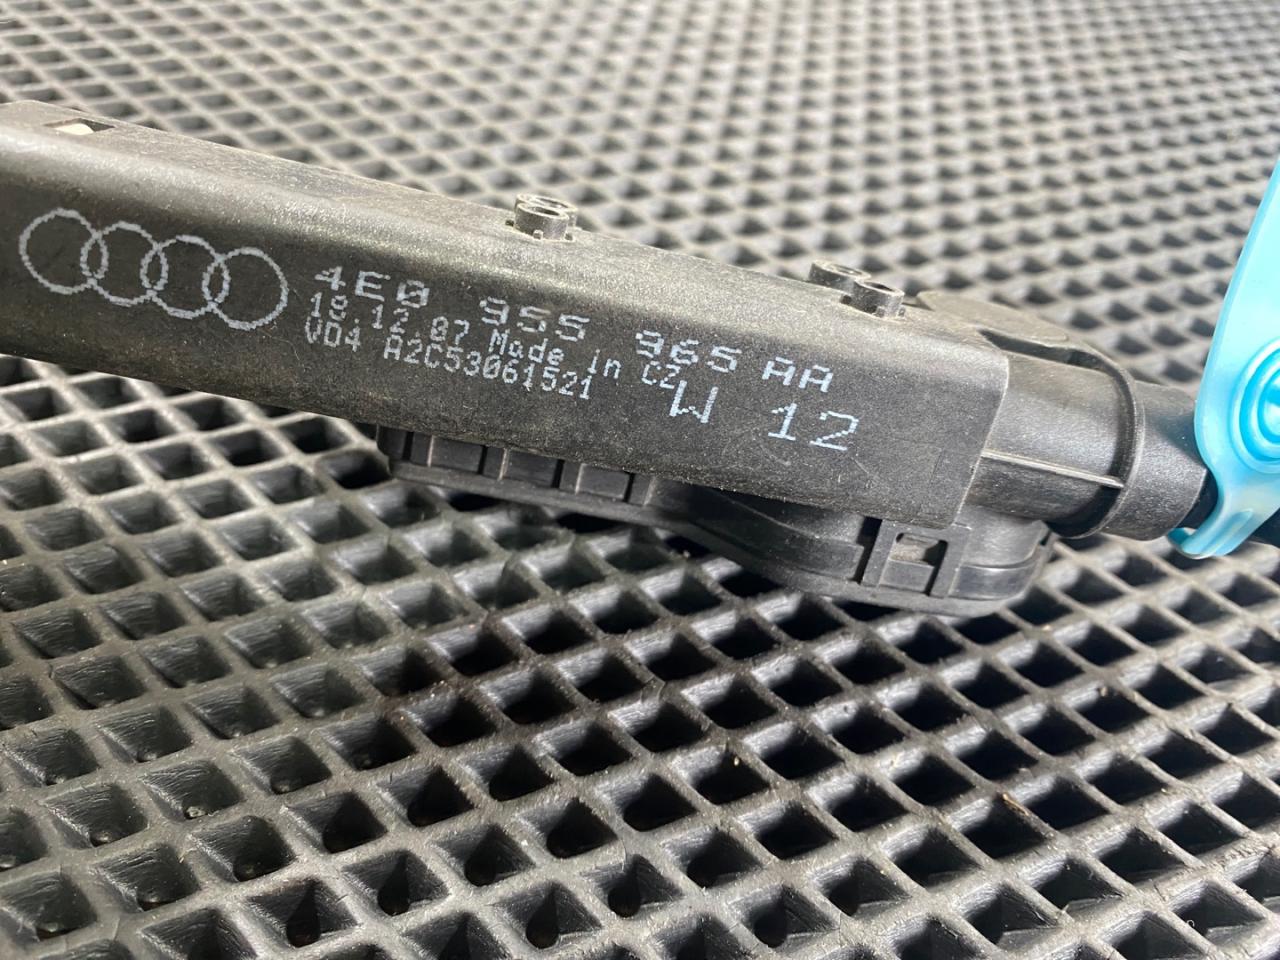 4E0 955 965 AA
18.12.07 Made in CZ
VD4 A2C53061521
W 12